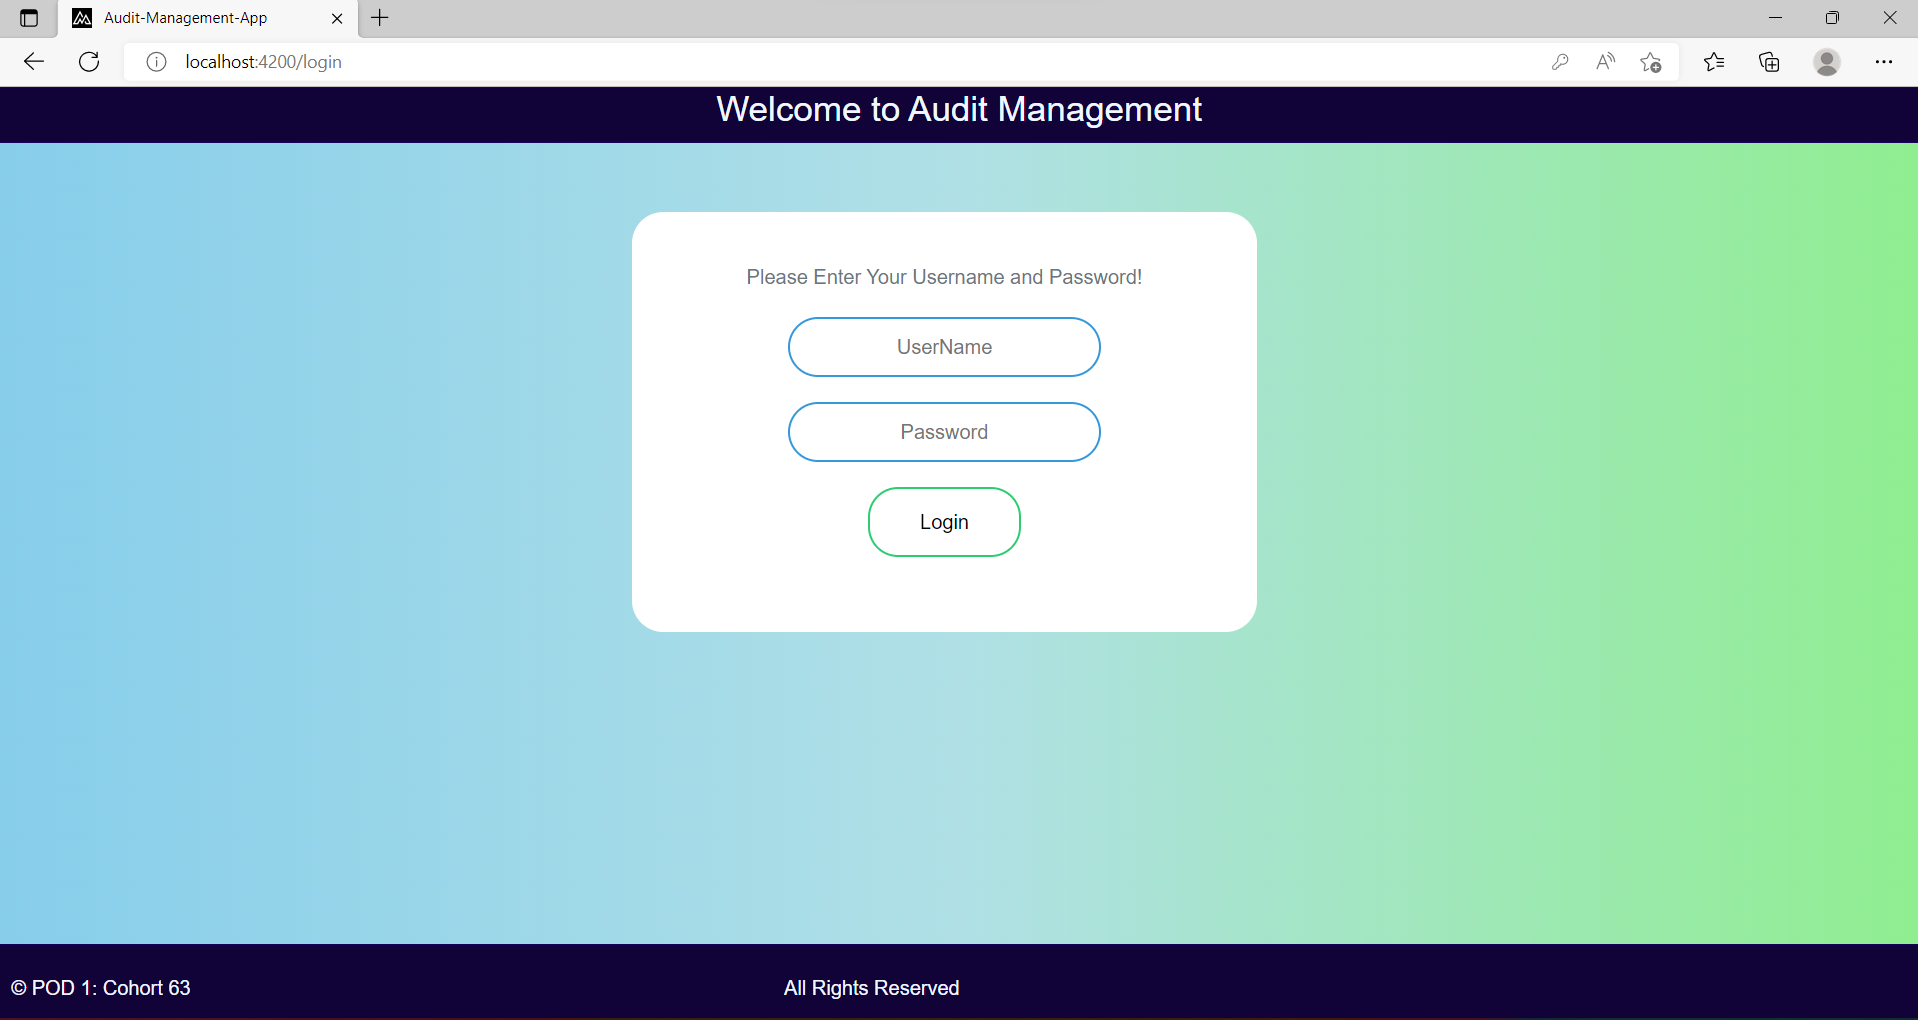 Audit-Management-App
localhost:4200/login
Welcome to Audit Management
Please Enter Your Username and Password!
UserName
Password
Login
© POD 1: Cohort 63
All Rights Reserved